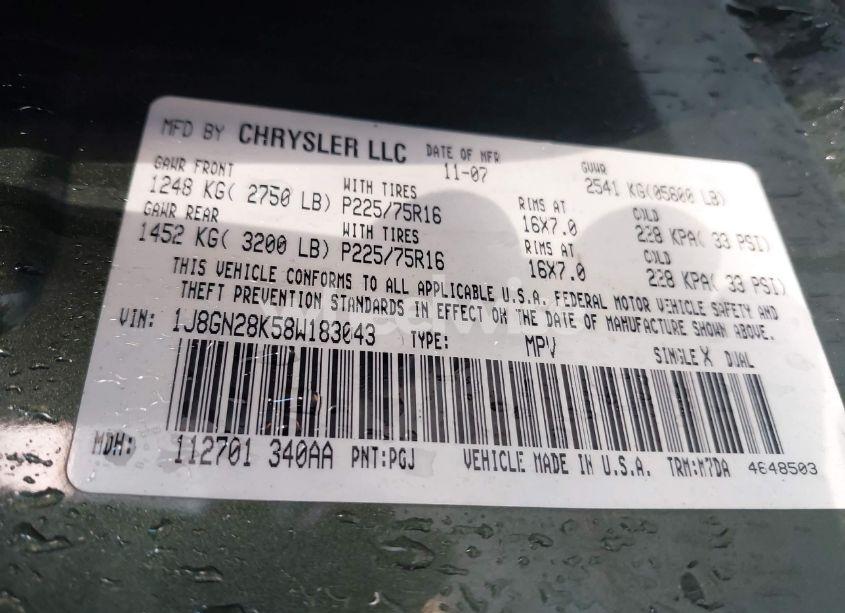 MFD BY CHRYSLER LLC DATE OF MFR 11-07 GVWR 2541 KG(05600 LB)
GAWR FRONT WITH TIRES RIMS AT COLD
1248 KG( 2750 LB) P225/75R16 16X7.0 228 KPA( 33 PSI)
GAWR REAR WITH TIRES RIMS AT COLD
1452 KG( 3200 LB) P225/75R16 16X7.0 228 KPA( 33 PSI)
THIS VEHICLE CONFORMS TO ALL APPLICABLE U.S.A. FEDERAL MOTOR VEHICLE SAFETY AND
THEFT PREVENTION STANDARDS IN EFFECT ON THE DATE OF MANUFACTURE SHOWN ABOVE.
VIN: 1J8GN28K58W183043 TYPE: MPV SINGLE X DUAL
MDH: 112701 340AA PNT:PGJ VEHICLE MADE IN U.S.A. TRM:M7DA 4648503